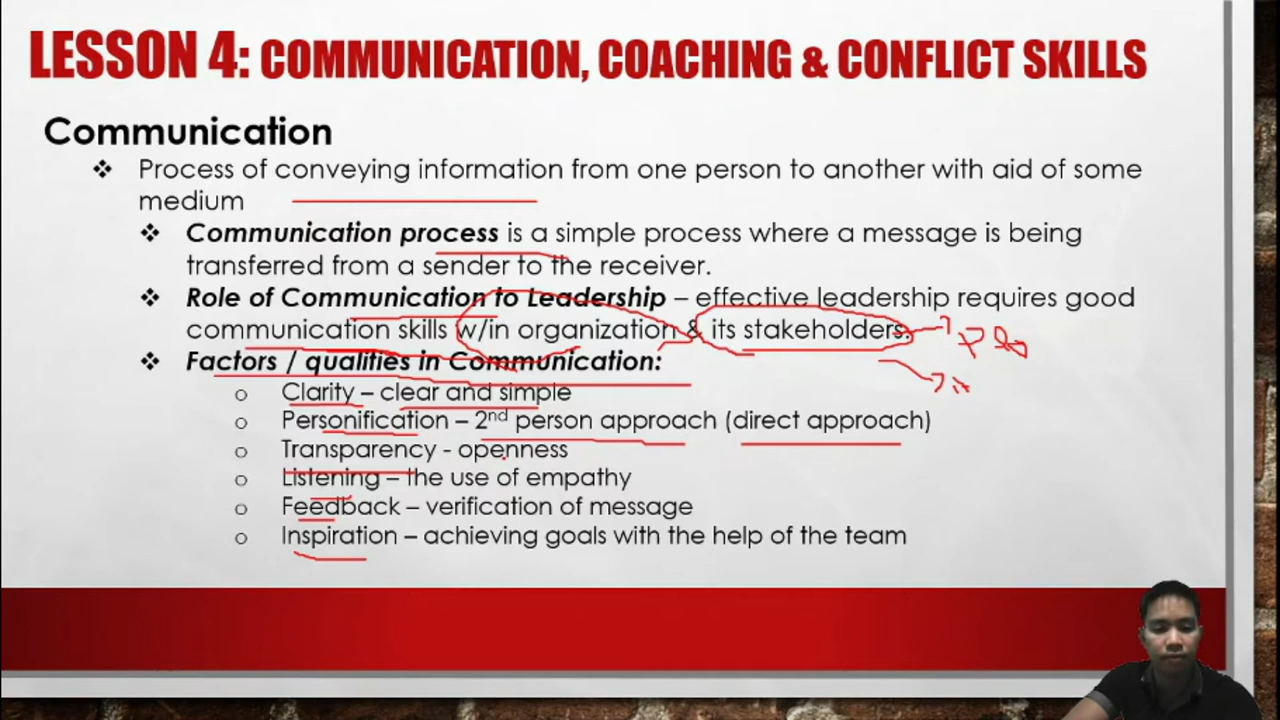 LESSON 4: COMMUNICATION, COACHING & CONFLICT SKILLS
Communication
❖ Process of conveying information from one person to another with aid of some
medium
❖ Communication process is a simple process where a message is being
transferred from a sender to the receiver.
❖ Role of Communication to Leadership – effective leadership requires good
communication skills w/in organization & its stakeholders.
❖ Factors / qualities in Communication:
o Clarity – clear and simple
o Personification – 2nd person approach (direct approach)
o Transparency - openness
o Listening – the use of empathy
o Feedback – verification of message
o Inspiration – achieving goals with the help of the team